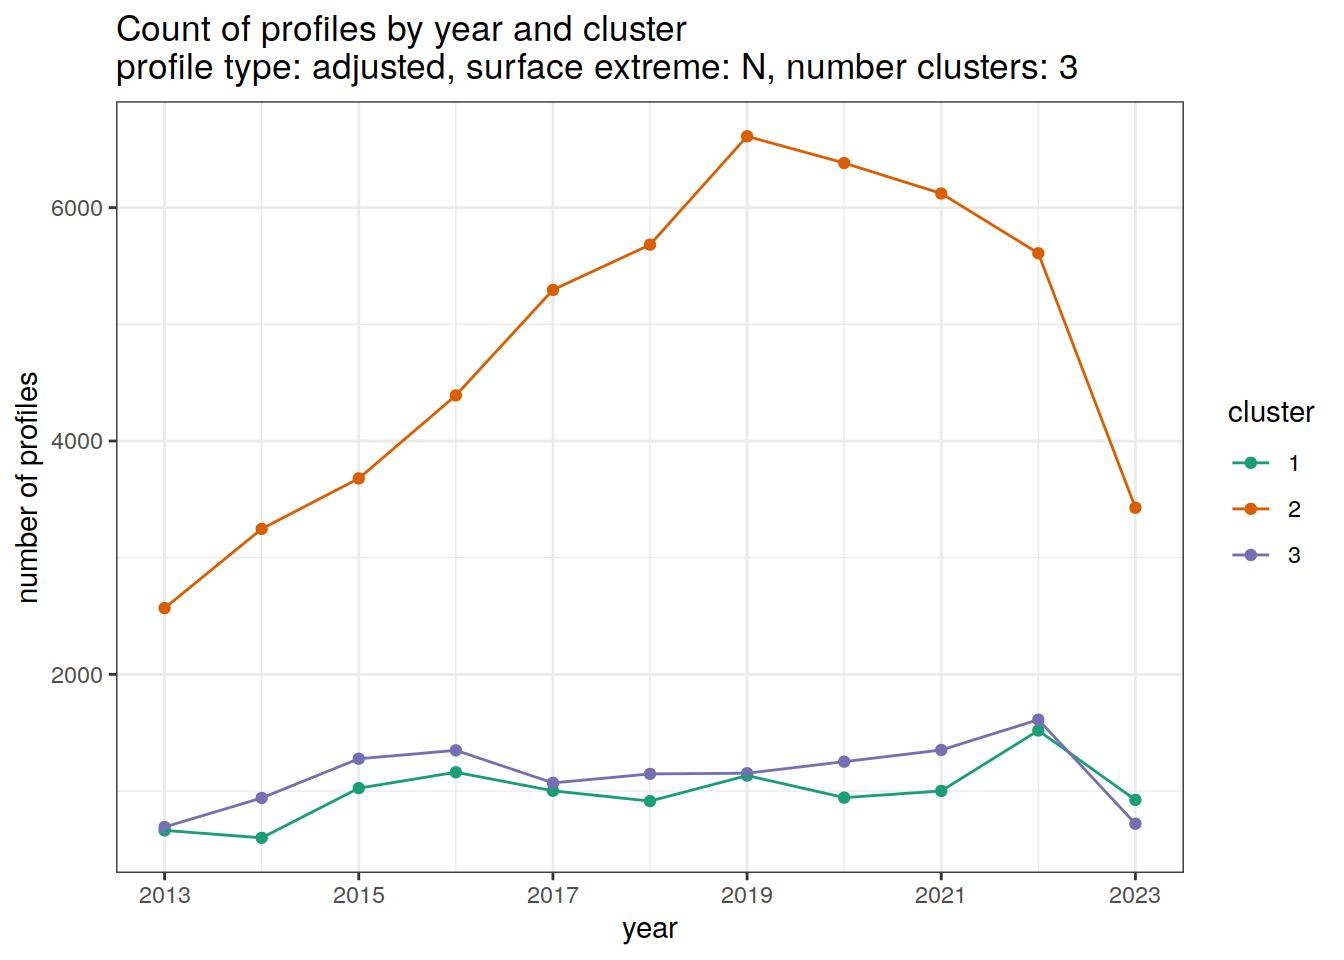 Count of profiles by year and cluster
profile type: adjusted, surface extreme: N, number clusters: 3
number of profiles
6000
4000
2000
2013 2015 2017 2019 2021 2023
year
cluster
1
2
3